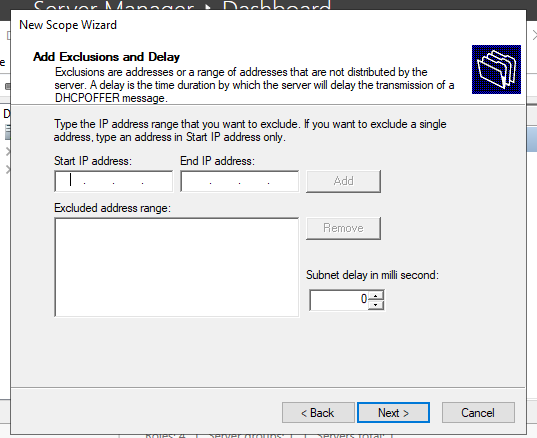 Server Manager • Dashboard
New Scope Wizard
Add Exclusions and Delay
Exclusions are addresses or a range of addresses that are not distributed by the
server. A delay is the time duration by which the server will delay the transmission of a
DHCPOFFER message.
Type the IP address range that you want to exclude. If you want to exclude a single
address, type an address in Start IP address only.
Start IP address:
End IP address:
. . .
. . .
Add
Excluded address range:
Remove
Subnet delay in milli second:
0
< Back
Next >
Cancel
Roles: 4 | Server groups: 1 | Servers total: 1